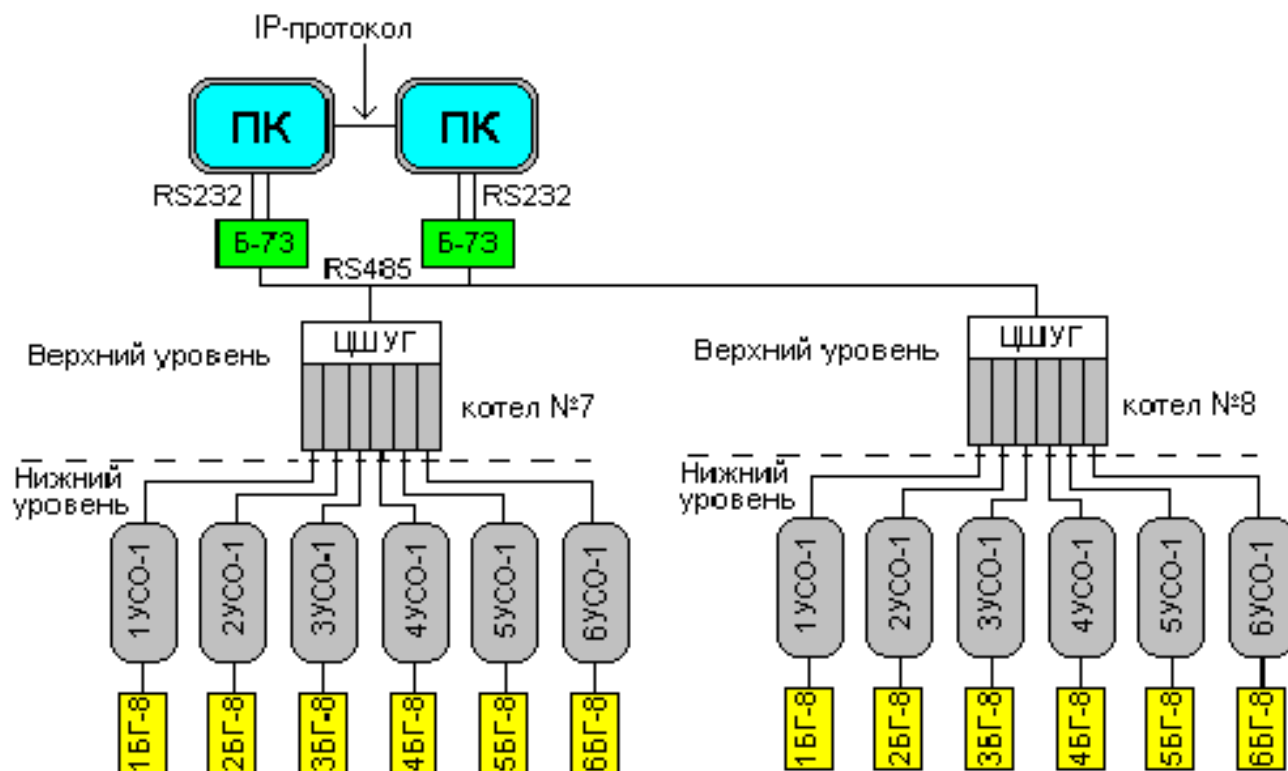 IP-протокол
ПК ПК
RS232 RS232
Б-73 Б-73
RS485
ЦШУГ ЦШУГ
Верхний уровень Верхний уровень
котел №7 котел №8
Нижний
уровень
Нижний
уровень
1УСО-1 2УСО-1 3УСО-1 4УСО-1 5УСО-1 6УСО-1
1УСО-1 2УСО-1 3УСО-1 4УСО-1 5УСО-1 6УСО-1
1БГ-8 2БГ-8 3БГ-8 4БГ-8 5БГ-8 6БГ-8
1БГ-8 2БГ-8 3БГ-8 4БГ-8 5БГ-8 6БГ-8